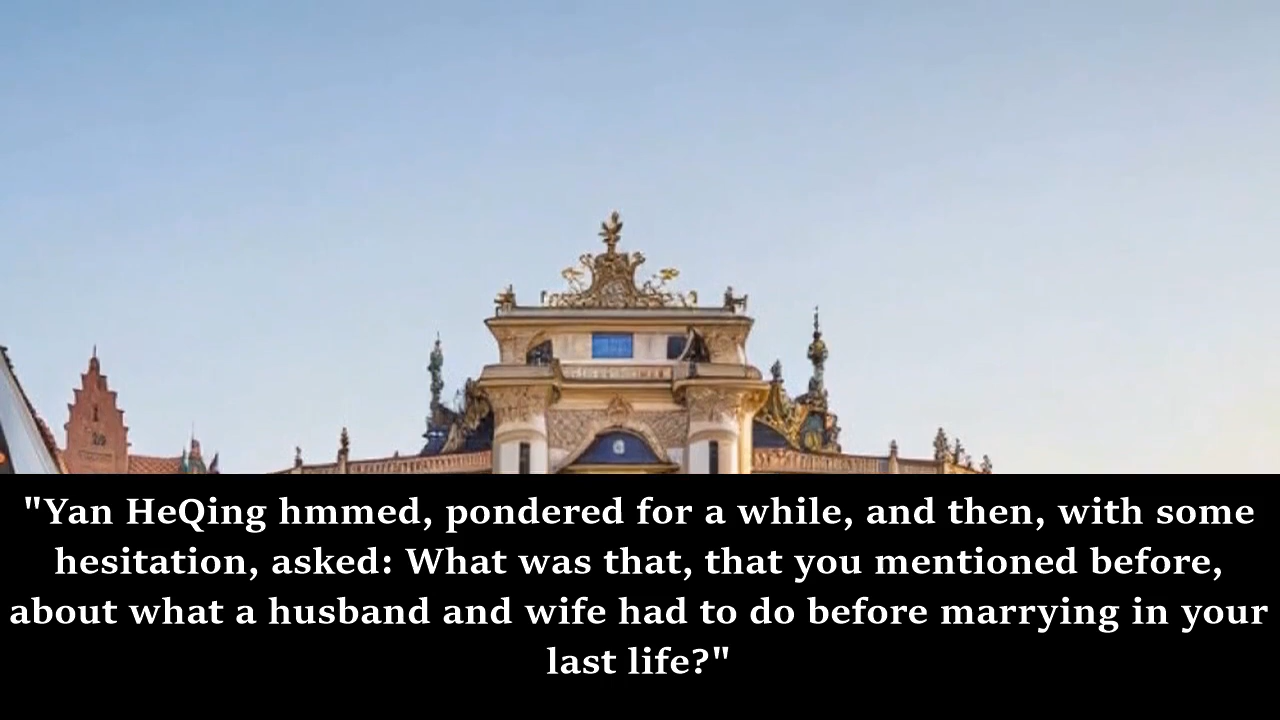 "Yan HeQing hmmed, pondered for a while, and then, with some
hesitation, asked: What was that, that you mentioned before,
about what a husband and wife had to do before marrying in your
last life?"